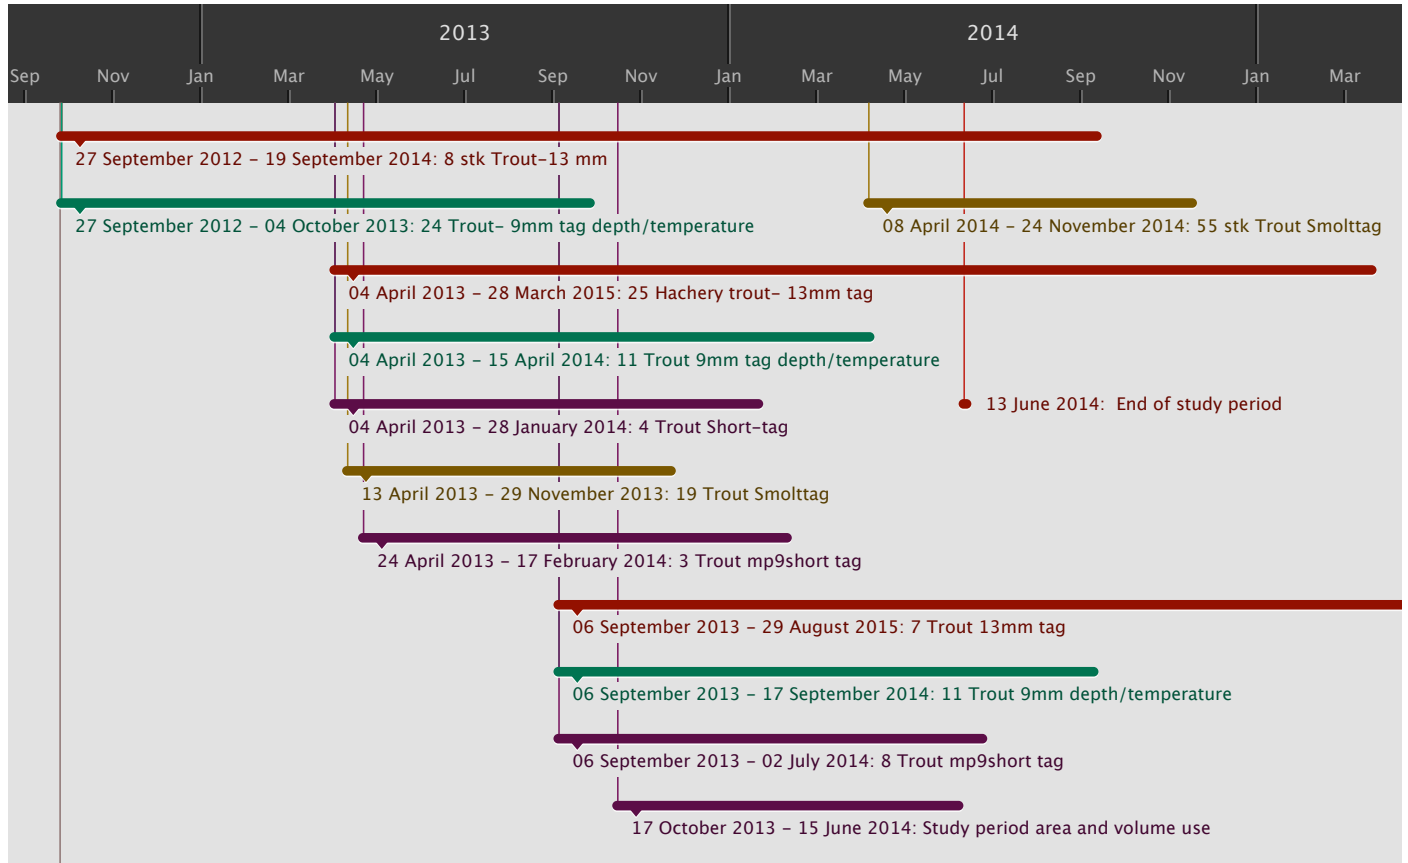 2013 2014
Sep Nov Jan Mar May Jul Sep Nov Jan Mar May Jul Sep Nov Jan Mar
27 September 2012 – 19 September 2014: 8 stk Trout–13 mm
27 September 2012 – 04 October 2013: 24 Trout– 9mm tag depth/temperature
08 April 2014 – 24 November 2014: 55 stk Trout Smolttag
04 April 2013 – 28 March 2015: 25 Hachery trout– 13mm tag
04 April 2013 – 15 April 2014: 11 Trout 9mm tag depth/temperature
04 April 2013 – 28 January 2014: 4 Trout Short–tag
13 June 2014:  End of study period
13 April 2013 – 29 November 2013: 19 Trout Smolttag
24 April 2013 – 17 February 2014: 3 Trout mp9short tag
06 September 2013 – 29 August 2015: 7 Trout 13mm tag
06 September 2013 – 17 September 2014: 11 Trout 9mm depth/temperature
06 September 2013 – 02 July 2014: 8 Trout mp9short tag
17 October 2013 – 15 June 2014: Study period area and volume use